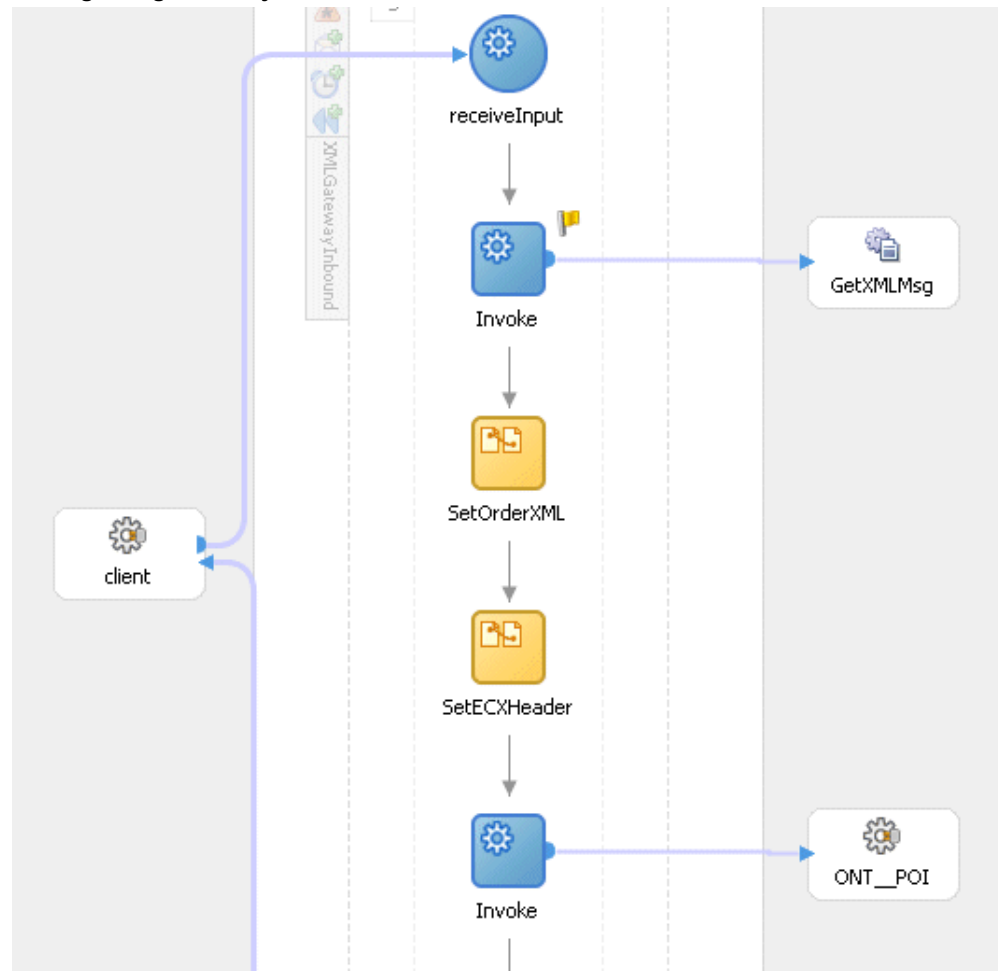 receiveInput
XMLGatewayInbound
Invoke
GetXMLMsg
SetOrderXML
client
SetECXHeader
ONT__POI
Invoke